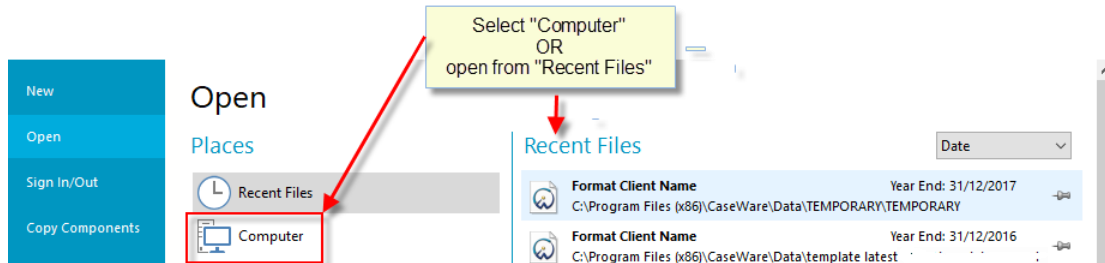 Select "Computer"
OR
open from "Recent Files"
New
Open
Sign In/Out
Copy Components
Open
Places
Recent Files
Computer
Recent Files
Date
Format Client Name Year End: 31/12/2017
C:\Program Files (x86)\CaseWare\Data\TEMPORARY\TEMPORARY
Format Client Name Year End: 31/12/2016
C:\Program Files (x86)\CaseWare\Data\template latest